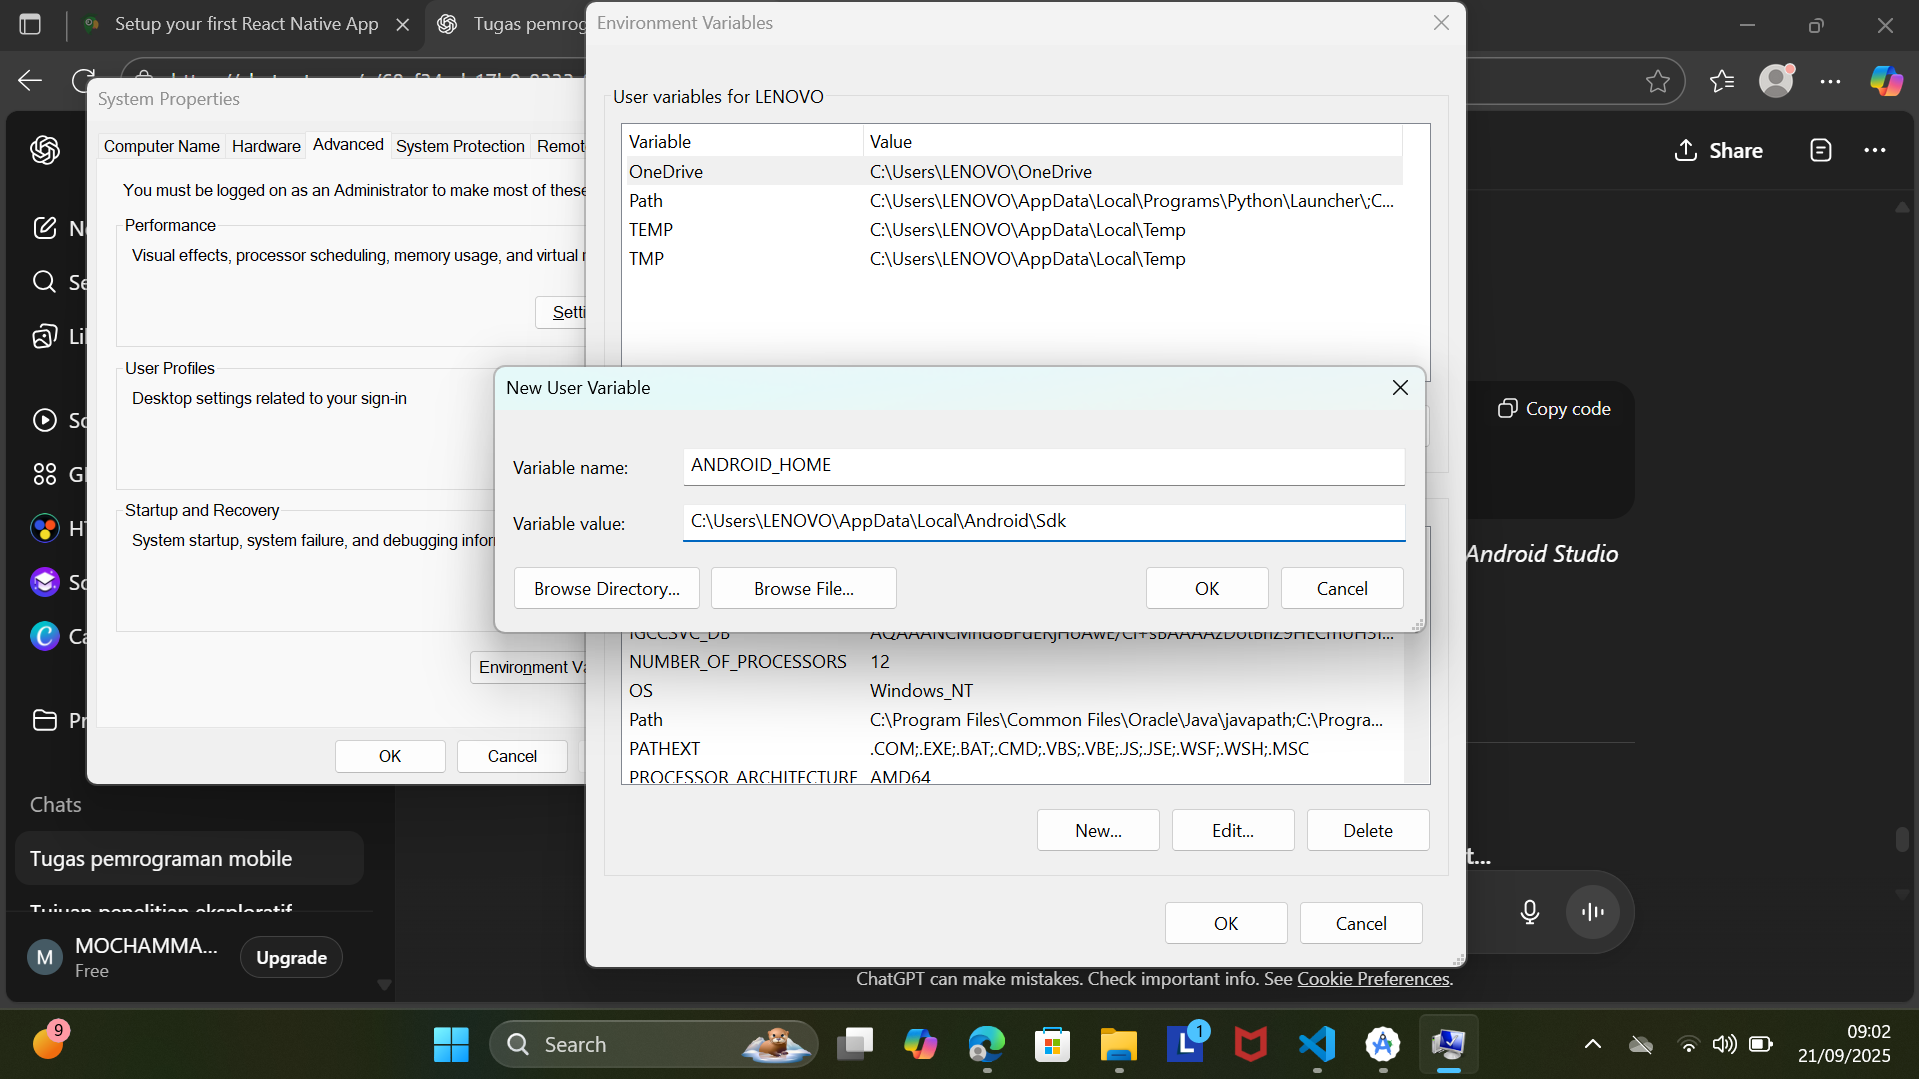 Setup your first React Native App
Tugas pemrog
Environment Variables
System Properties
User variables for LENOVO
Variable Value
OneDrive C:\Users\LENOVO\OneDrive
Path C:\Users\LENOVO\AppData\Local\Programs\Python\Launcher\;C...
TEMP C:\Users\LENOVO\AppData\Local\Temp
TMP C:\Users\LENOVO\AppData\Local\Temp
Computer Name Hardware Advanced System Protection Remot
You must be logged on as an Administrator to make most of these
Performance
Visual effects, processor scheduling, memory usage, and virtual
Setti
User Profiles
Desktop settings related to your sign-in
Startup and Recovery
System startup, system failure, and debugging infor
Environment Va
OK Cancel
New User Variable
Variable name: ANDROID_HOME
Variable value: C:\Users\LENOVO\AppData\Local\Android\Sdk
Browse Directory... Browse File... OK Cancel
NUMBER_OF_PROCESSORS 12
OS Windows_NT
Path C:\Program Files\Common Files\Oracle\Java\javapath;C:\Progra...
PATHEXT .COM;.EXE;.BAT;.CMD;.VBS;.VBE;.JS;.JSE;.WSF;.WSH;.MSC
PROCESSOR_ARCHITECTURE AMD64
New... Edit... Delete
OK Cancel
Share
Copy code
Android Studio
t...
Chats
Tugas pemrograman mobile
Tujuan penelitian eksploratif
M
MOCHAMMA...
Free
Upgrade
ChatGPT can make mistakes. Check important info. See Cookie Preferences.
9
Search
L
1
09:02
21/09/2025